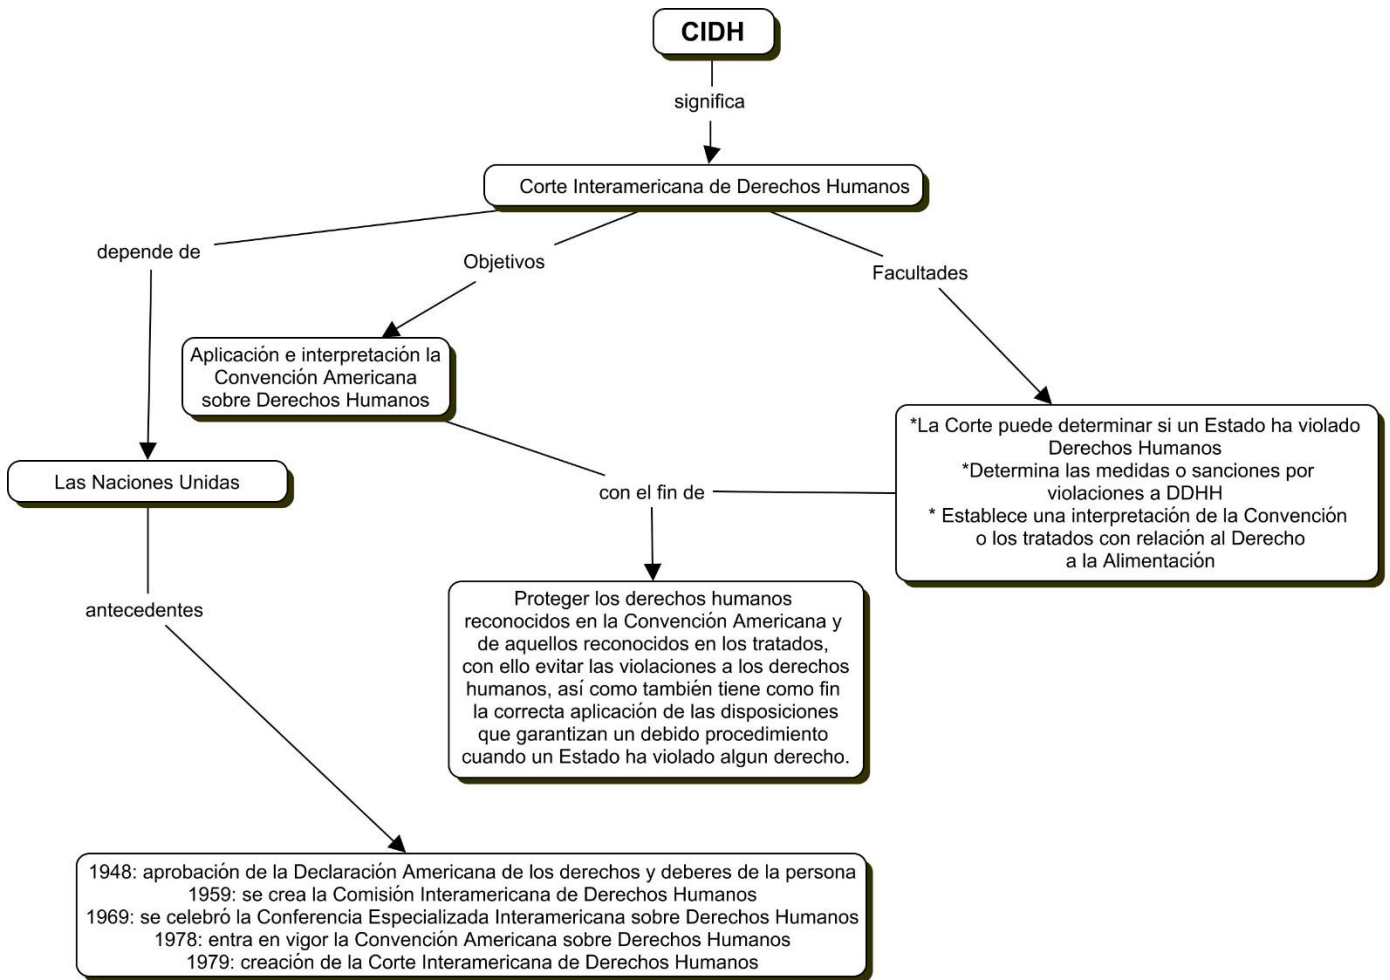 CIDH
significa
Corte Interamericana de Derechos Humanos
depende de
Objetivos
Facultades
Aplicación e interpretación la
Convención Americana
sobre Derechos Humanos
*La Corte puede determinar si un Estado ha violado
Derechos Humanos
*Determina las medidas o sanciones por
violaciones a DDHH
* Establece una interpretación de la Convención
o los tratados con relación al Derecho
a la Alimentación
Las Naciones Unidas
con el fin de
antecedentes
Proteger los derechos humanos
reconocidos en la Convención Americana y
de aquellos reconocidos en los tratados,
con ello evitar las violaciones a los derechos
humanos, así como también tiene como fin
la correcta aplicación de las disposiciones
que garantizan un debido procedimiento
cuando un Estado ha violado algun derecho.
1948: aprobación de la Declaración Americana de los derechos y deberes de la persona
1959: se crea la Comisión Interamericana de Derechos Humanos
1969: se celebró la Conferencia Especializada Interamericana sobre Derechos Humanos
1978: entra en vigor la Convención Americana sobre Derechos Humanos
1979: creación de la Corte Interamericana de Derechos Humanos